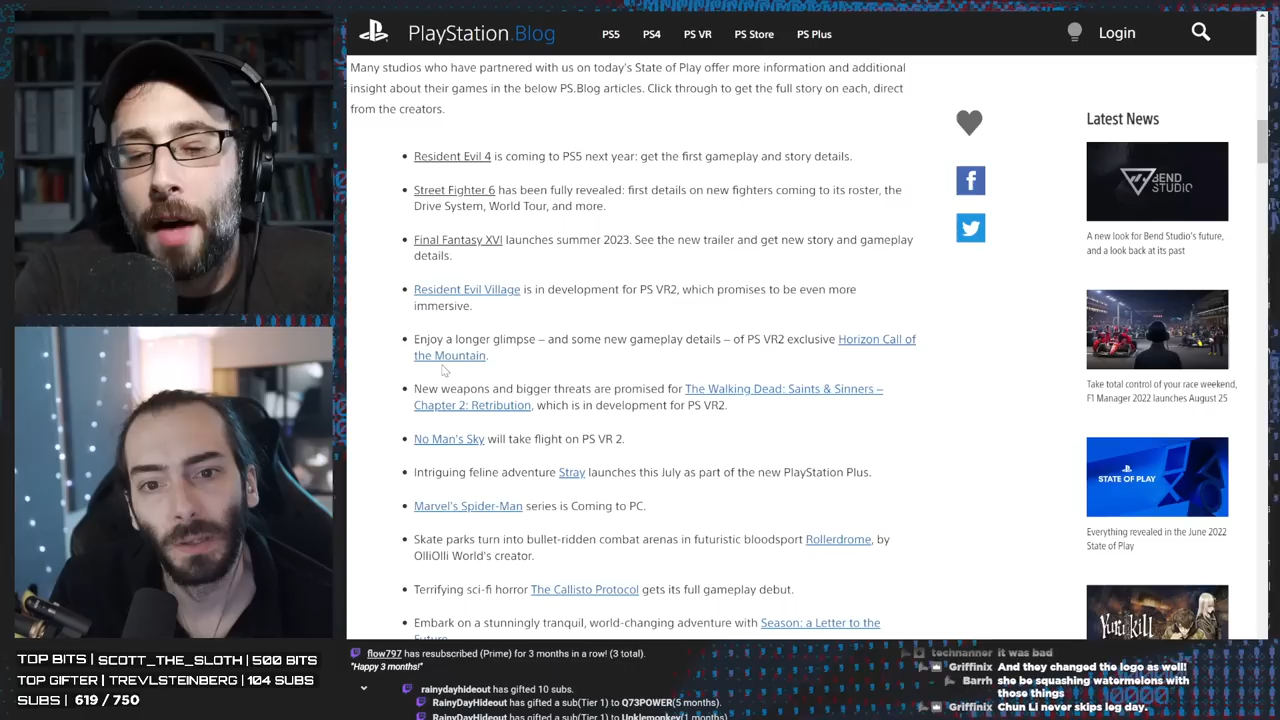 PlayStation.Blog
PS5 PS4 PS VR PS Store PS Plus
Login
Many studios who have partnered with us on today's State of Play offer more information and additional
insight about their games in the below PS.Blog articles. Click through to get the full story on each, direct
from the creators.
• Resident Evil 4 is coming to PS5 next year: get the first gameplay and story details.
• Street Fighter 6 has been fully revealed: first details on new fighters coming to its roster, the
Drive System, World Tour, and more.
• Final Fantasy XVI launches summer 2023. See the new trailer and get new story and gameplay
details.
• Resident Evil Village is in development for PS VR2, which promises to be even more
immersive.
• Enjoy a longer glimpse – and some new gameplay details – of PS VR2 exclusive Horizon Call of
the Mountain.
• New weapons and bigger threats are promised for The Walking Dead: Saints & Sinners –
Chapter 2: Retribution, which is in development for PS VR2.
• No Man's Sky will take flight on PS VR 2.
• Intriguing feline adventure Stray launches this July as part of the new PlayStation Plus.
• Marvel's Spider-Man series is Coming to PC.
• Skate parks turn into bullet-ridden combat arenas in futuristic bloodsport Rollerdrome, by
OlliOlli World's creator.
• Terrifying sci-fi horror The Callisto Protocol gets its full gameplay debut.
• Embark on a stunningly tranquil, world-changing adventure with Season: a Letter to the
Future
Latest News
BEND
STUDIO
A new look for Bend Studio's future,
and a look back at its past
Take total control of your race weekend,
F1 Manager 2022 launches August 25
STATE OF PLAY
Everything revealed in the June 2022
State of Play
Yurukill
TOP BITS | SCOTT_THE_SLOTH | 500 BITS
TOP GIFTER | TREVLSTEINBERG | 104 SUBS
SUBS | 619 / 750
flow797 has resubscribed (Prime) for 3 months in a row! (3 total).
"Happy 3 months!"
rainydayhideout has gifted 10 subs.
RainyDayHideout has gifted a sub(Tier 1) to Q73POWER(5 months).
RainyDayHideout has gifted a sub(Tier 1) to Unklemonkey(1 months)
technanner it was bad
Griffinix And they changed the logo as well!
Barrh she be squashing watermelons with
those things
Griffinix Chun Li never skips leg day.